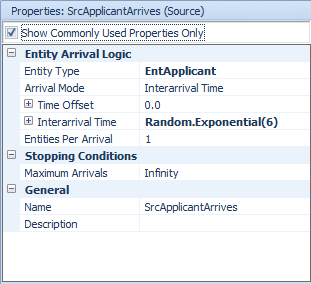 Properties: SrcApplicantArrives (Source)
Show Commonly Used Properties Only
Entity Arrival Logic
Entity Type EntApplicant
Arrival Mode Interarrival Time
Time Offset 0.0
Interarrival Time Random.Exponential(6)
Entities Per Arrival 1
Stopping Conditions
Maximum Arrivals Infinity
General
Name SrcApplicantArrives
Description